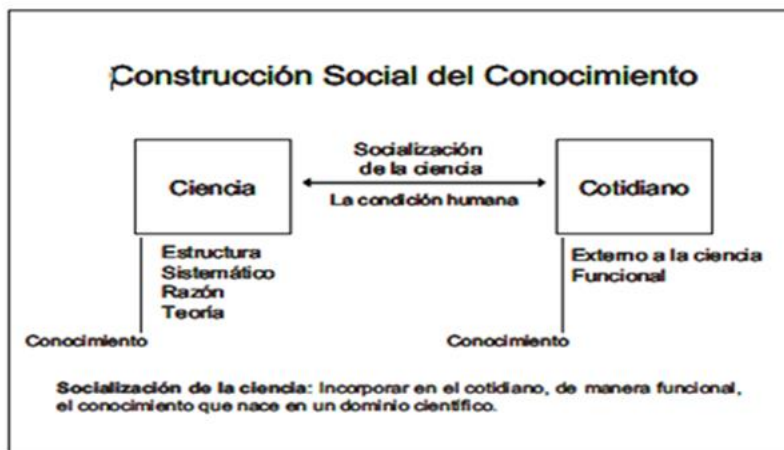 Construcción Social del Conocimiento
Socialización
de la ciencia
Ciencia
Cotidiano
La condición humana
Estructura
Sistemático
Razón
Teoría
Externo a la ciencia
Funcional
Conocimiento
Conocimiento
Socialización de la ciencia: Incorporar en el cotidiano, de manera funcional,
el conocimiento que nace en un dominio científico.